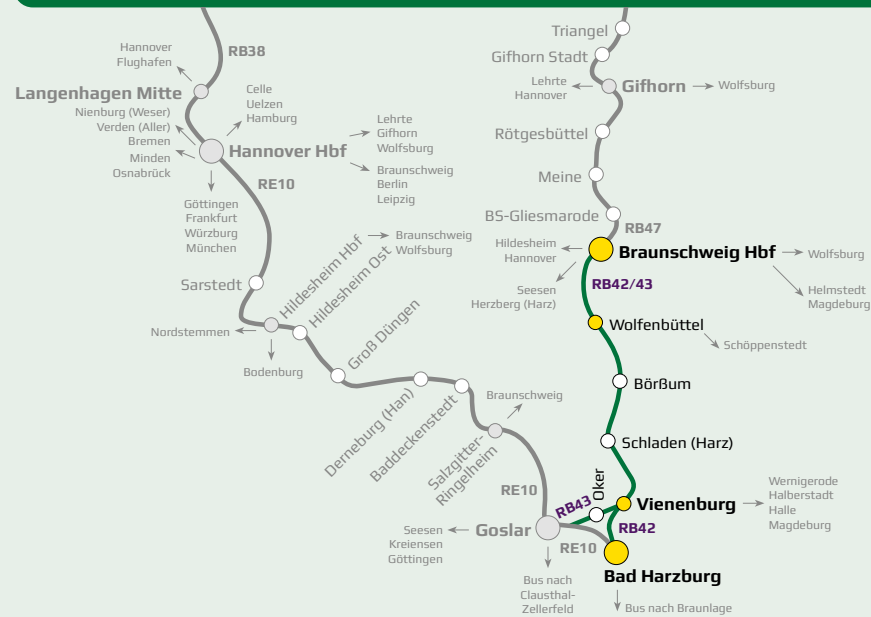 RB38
Hannover
Flughafen
Langenhagen Mitte
Nienburg (Weser)
Verden (Aller)
Bremen
Minden
Osnabrück
Celle
Uelzen
Hamburg
Hannover Hbf
Lehrte
Gifhorn
Wolfsburg
Braunschweig
Berlin
Leipzig
RE10
Göttingen
Frankfurt
Würzburg
München
Sarstedt
Hildesheim Hbf
Braunschweig
Wolfsburg
Hildesheim Ost
Nordstemmen
Bodenburg
Groß Düngen
Derneburg (Han)
Baddeckenstedt
Braunschweig
Salzgitter-
Ringelheim
RE10
Goslar
Seesen
Kreiensen
Göttingen
Bus nach
Clausthal-
Zellerfeld
RE10
Triangel
Gifhorn Stadt
Lehrte
Hannover
Gifhorn
Wolfsburg
Rötgesbüttel
Meine
BS-Gliesmarode
RB47
Hildesheim
Hannover
Braunschweig Hbf
Wolfsburg
Helmstedt
Magdeburg
Seesen
Herzberg (Harz)
RB42/43
Wolfenbüttel
Schöppenstedt
Börßum
Schladen (Harz)
Oker
RB43
Vienenburg
Wernigerode
Halberstadt
Halle
Magdeburg
RB42
Bad Harzburg
Bus nach Braunlage